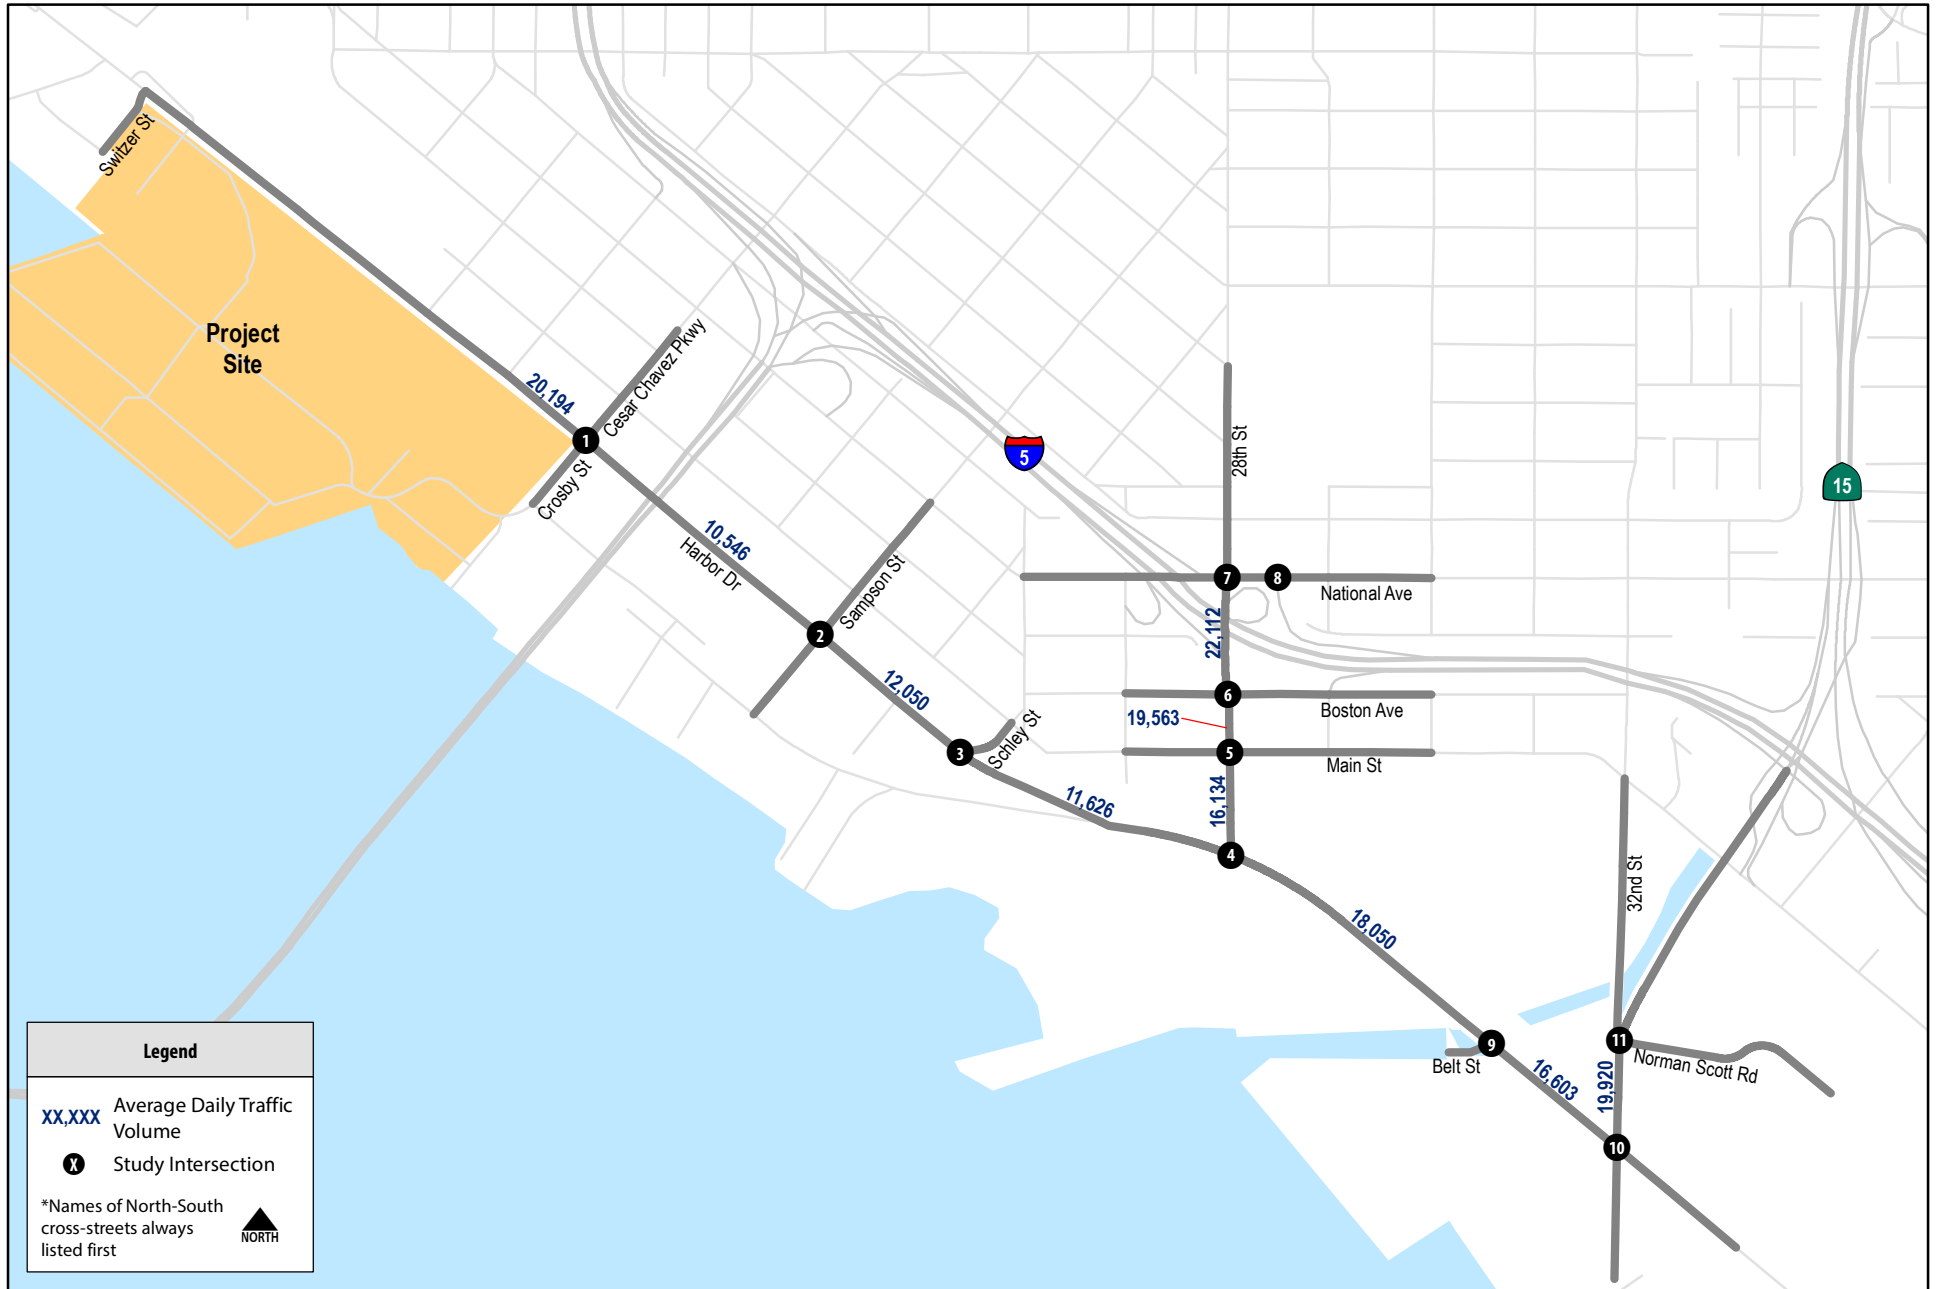 Switzer St
Project
Site
20,194
Cesar Chavez Pkwy
1
Crosby St
10,546
Harbor Dr
Sampson St
2
12,050
3
Schley St
11,626
5
28th St
15
7
8
National Ave
22,112
6
Boston Ave
19,563
5
Main St
16,134
4
18,050
32nd St
9
Belt St
16,603
11
Norman Scott Rd
19,920
10
Legend
XX,XXX
Average Daily Traffic
Volume
X
Study Intersection
*Names of North-South
cross-streets always
listed first
NORTH